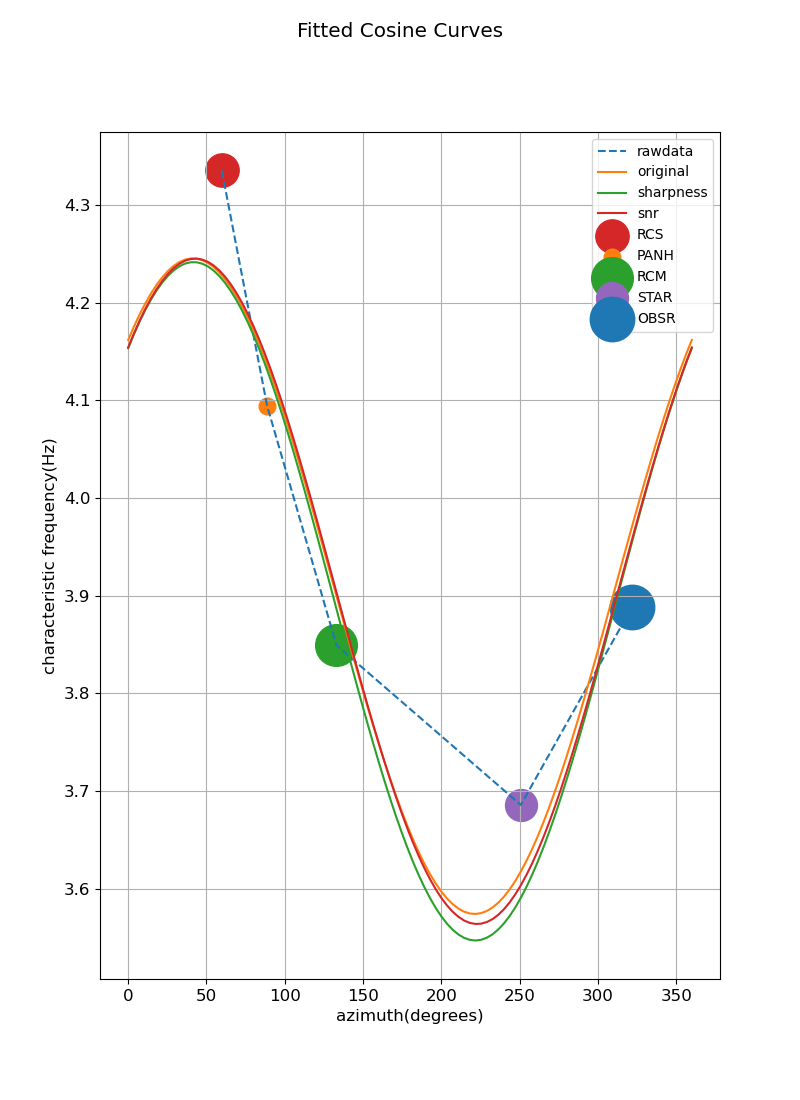 Fitted Cosine Curves
rawdata
original
sharpness
snr
RCS
PANH
RCM
STAR
OBSR
4.3
4.2
4.1
4.0
3.9
3.8
3.7
3.6
characteristic frequency(Hz)
0 50 100 150 200 250 300 350
azimuth(degrees)